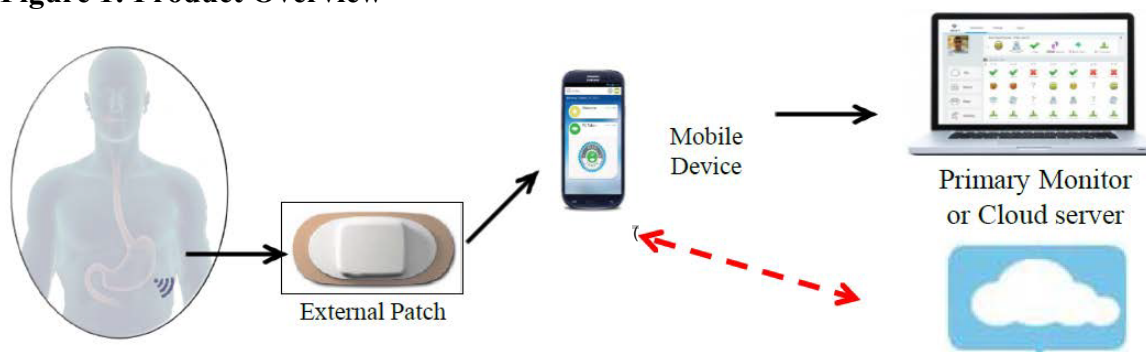 Figure 1: Product Overview
Mobile
Device
Primary Monitor
or Cloud server
External Patch